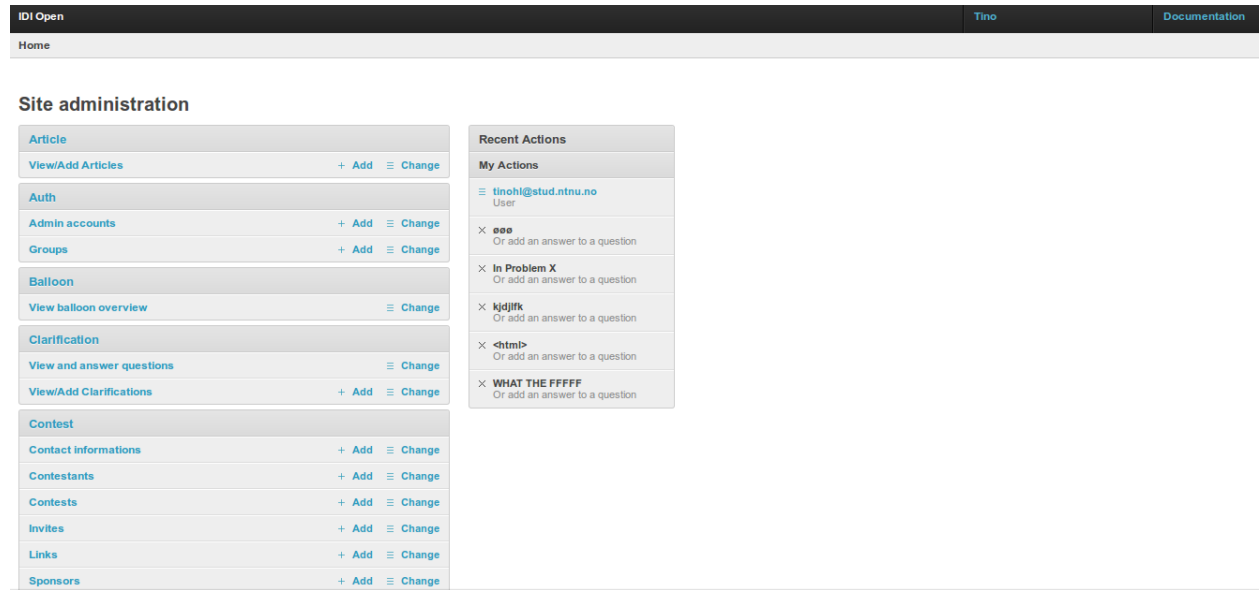 IDI Open Tino Documentation
Home
Site administration
Article
View/Add Articles + Add Change
Auth
Admin accounts + Add Change
Groups + Add Change
Balloon
View balloon overview Change
Clarification
View and answer questions Change
View/Add Clarifications + Add Change
Contest
Contact informations + Add Change
Contestants + Add Change
Contests + Add Change
Invites + Add Change
Links + Add Change
Sponsors + Add Change
Recent Actions
My Actions
tinohl@stud.ntnu.no
User
øøø
Or add an answer to a question
In Problem X
Or add an answer to a question
kjdjlfk
Or add an answer to a question
<html>
Or add an answer to a question
WHAT THE FFFFF
Or add an answer to a question